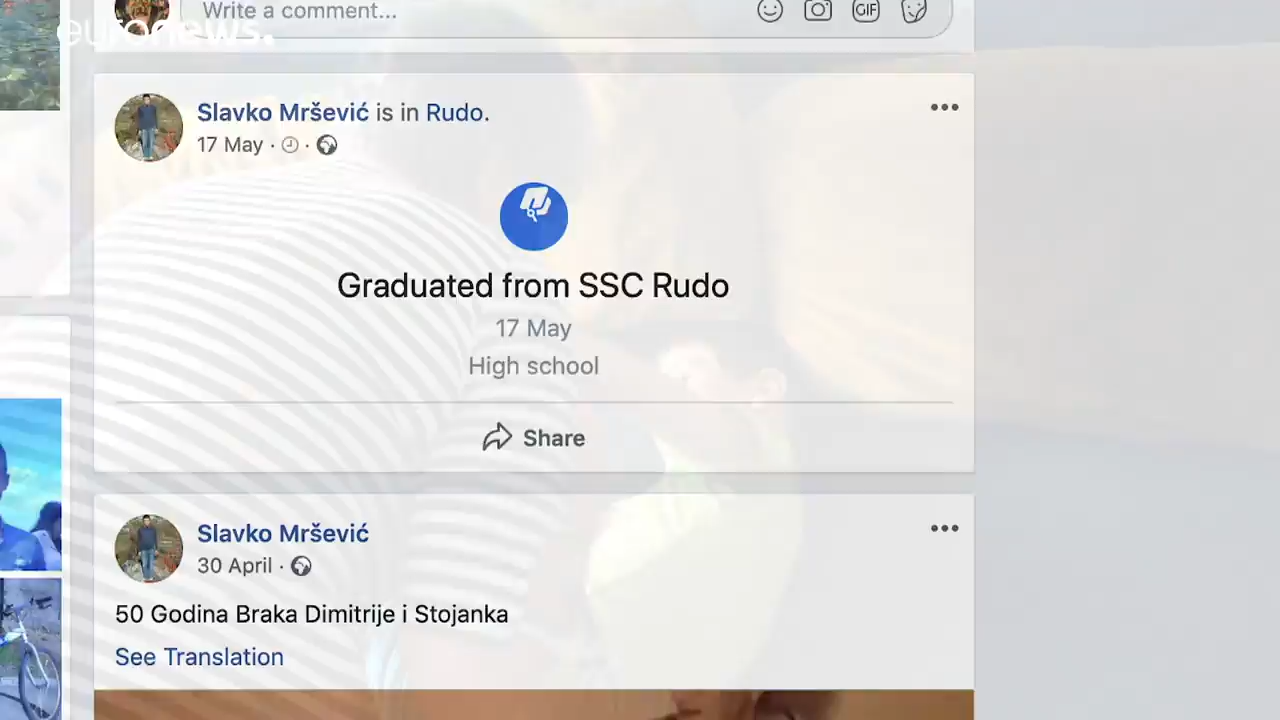 Write a comment...
euronews.
GIF
Slavko Mršević is in Rudo.
17 May
Graduated from SSC Rudo
17 May
High school
Share
Slavko Mršević
30 April
50 Godina Braka Dimitrije i Stojanka
See Translation